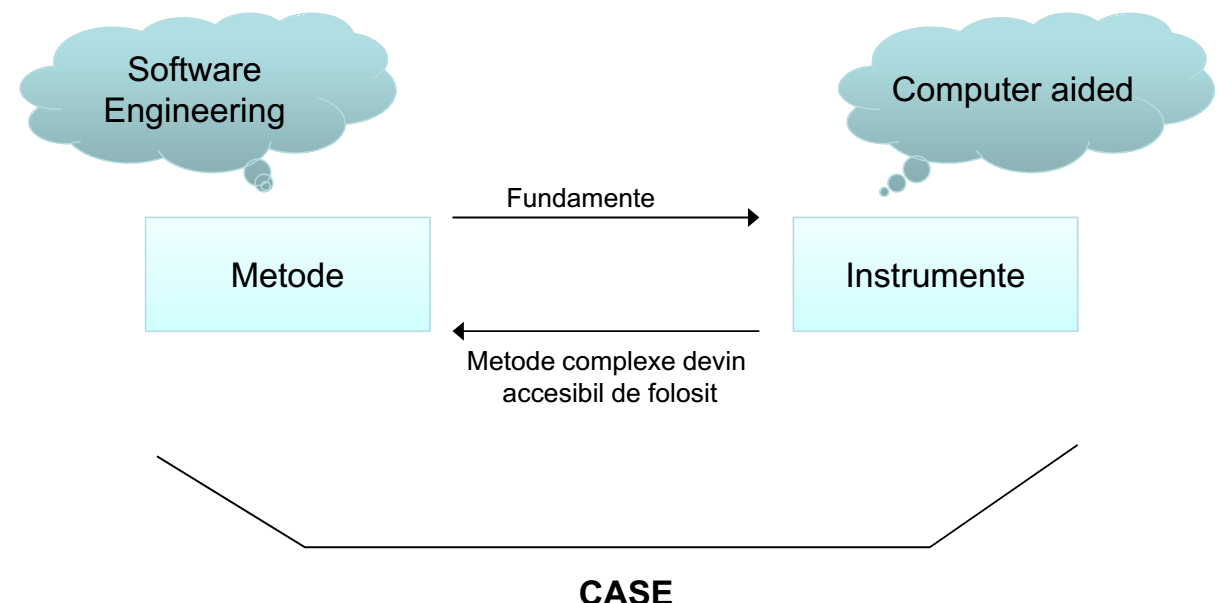 Software
Engineering
Computer aided
Fundamente
Metode
Instrumente
Metode complexe devin
accesibil de folosit
CASE